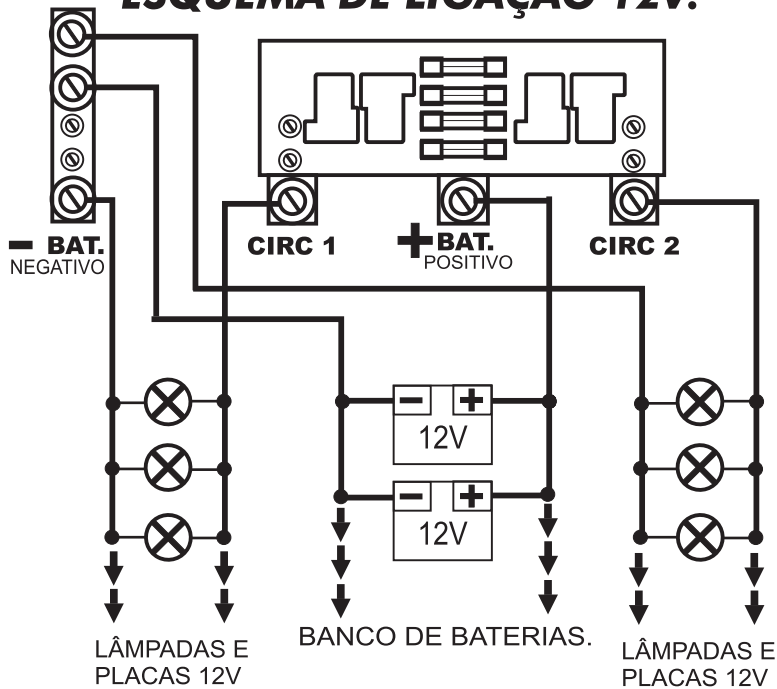 ESQUEMA DE LIGAÇÃO 12V.
- BAT.
NEGATIVO
CIRC 1
+ BAT.
POSITIVO
CIRC 2
- +
12V
- +
12V
LÂMPADAS E
PLACAS 12V
BANCO DE BATERIAS.
LÂMPADAS E
PLACAS 12V